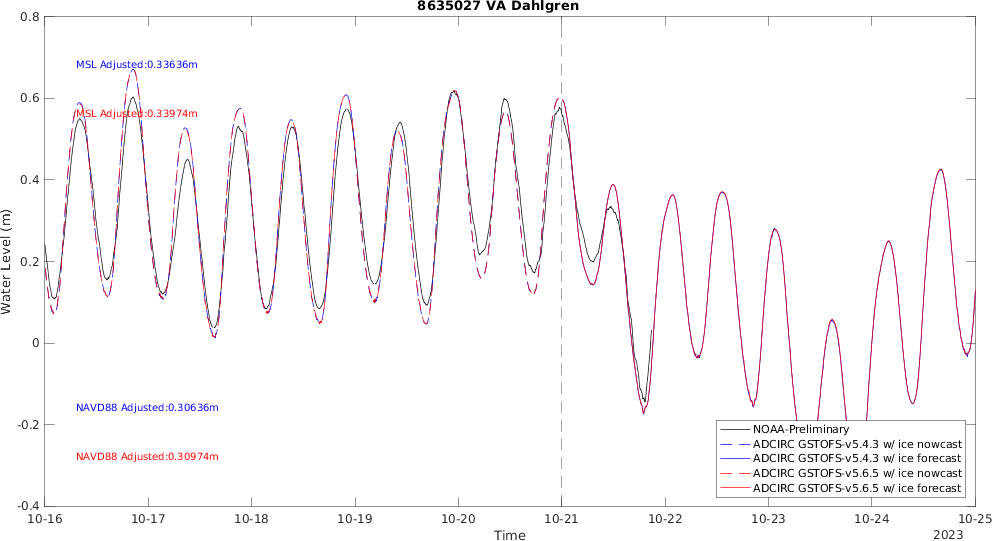 8635027 VA Dahlgren
0.8
MSL Adjusted:0.33636m
0.6
MSL Adjusted:0.33974m
0.4
0.2
Water Level (m)
0
NAVD88 Adjusted:0.30636m
-0.2
NAVD88 Adjusted:0.30974m
-0.4
NOAA-Preliminary
ADCIRC GSTOFS-v5.4.3 w/ ice nowcast
ADCIRC GSTOFS-v5.4.3 w/ ice forecast
ADCIRC GSTOFS-v5.6.5 w/ ice nowcast
ADCIRC GSTOFS-v5.6.5 w/ ice forecast
10-16 10-17 10-18 10-19 10-20 10-21 10-22 10-23 10-24 10-25
Time
2023